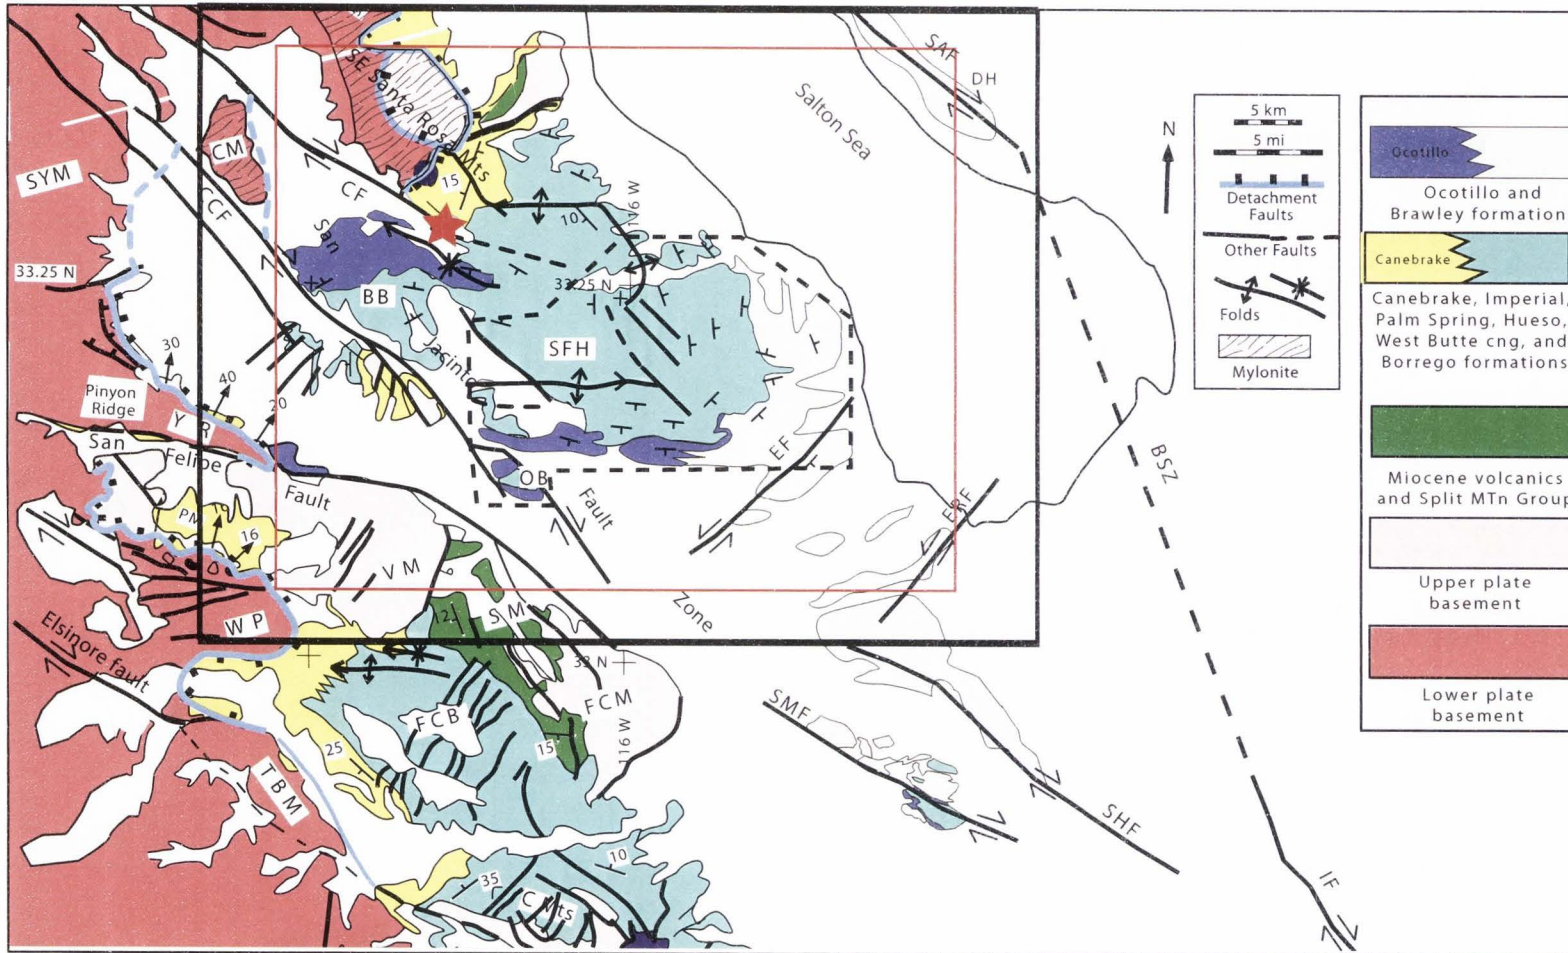 SAF
DH
Salton Sea
SE Santa Rosa Mts
CM
SYM
CCF
CF
15
10
116 W
San
33.25 N
33.25 N
BB
SFH
Jacinto
30
40
20
Pinyon
Ridge
Y R
San
Felipe
Fault
OB
Fault
Zone
EF
BSZ
PM
16
VM
WP
12
SM
Elsinore fault
33 N
FCM
116 W
FCB
15
25
TBM
SMF
SHF
IF
35
10
C Mts
N
5 km
5 mi
Detachment
Faults
Other Faults
Folds
Mylonite
Ocotillo
Ocotillo and
Brawley formation
Canebrake
Canebrake, Imperial,
Palm Spring, Hueso,
West Butte cng, and
Borrego formations
Miocene volcanics
and Split MTn Group
Upper plate
basement
Lower plate
basement